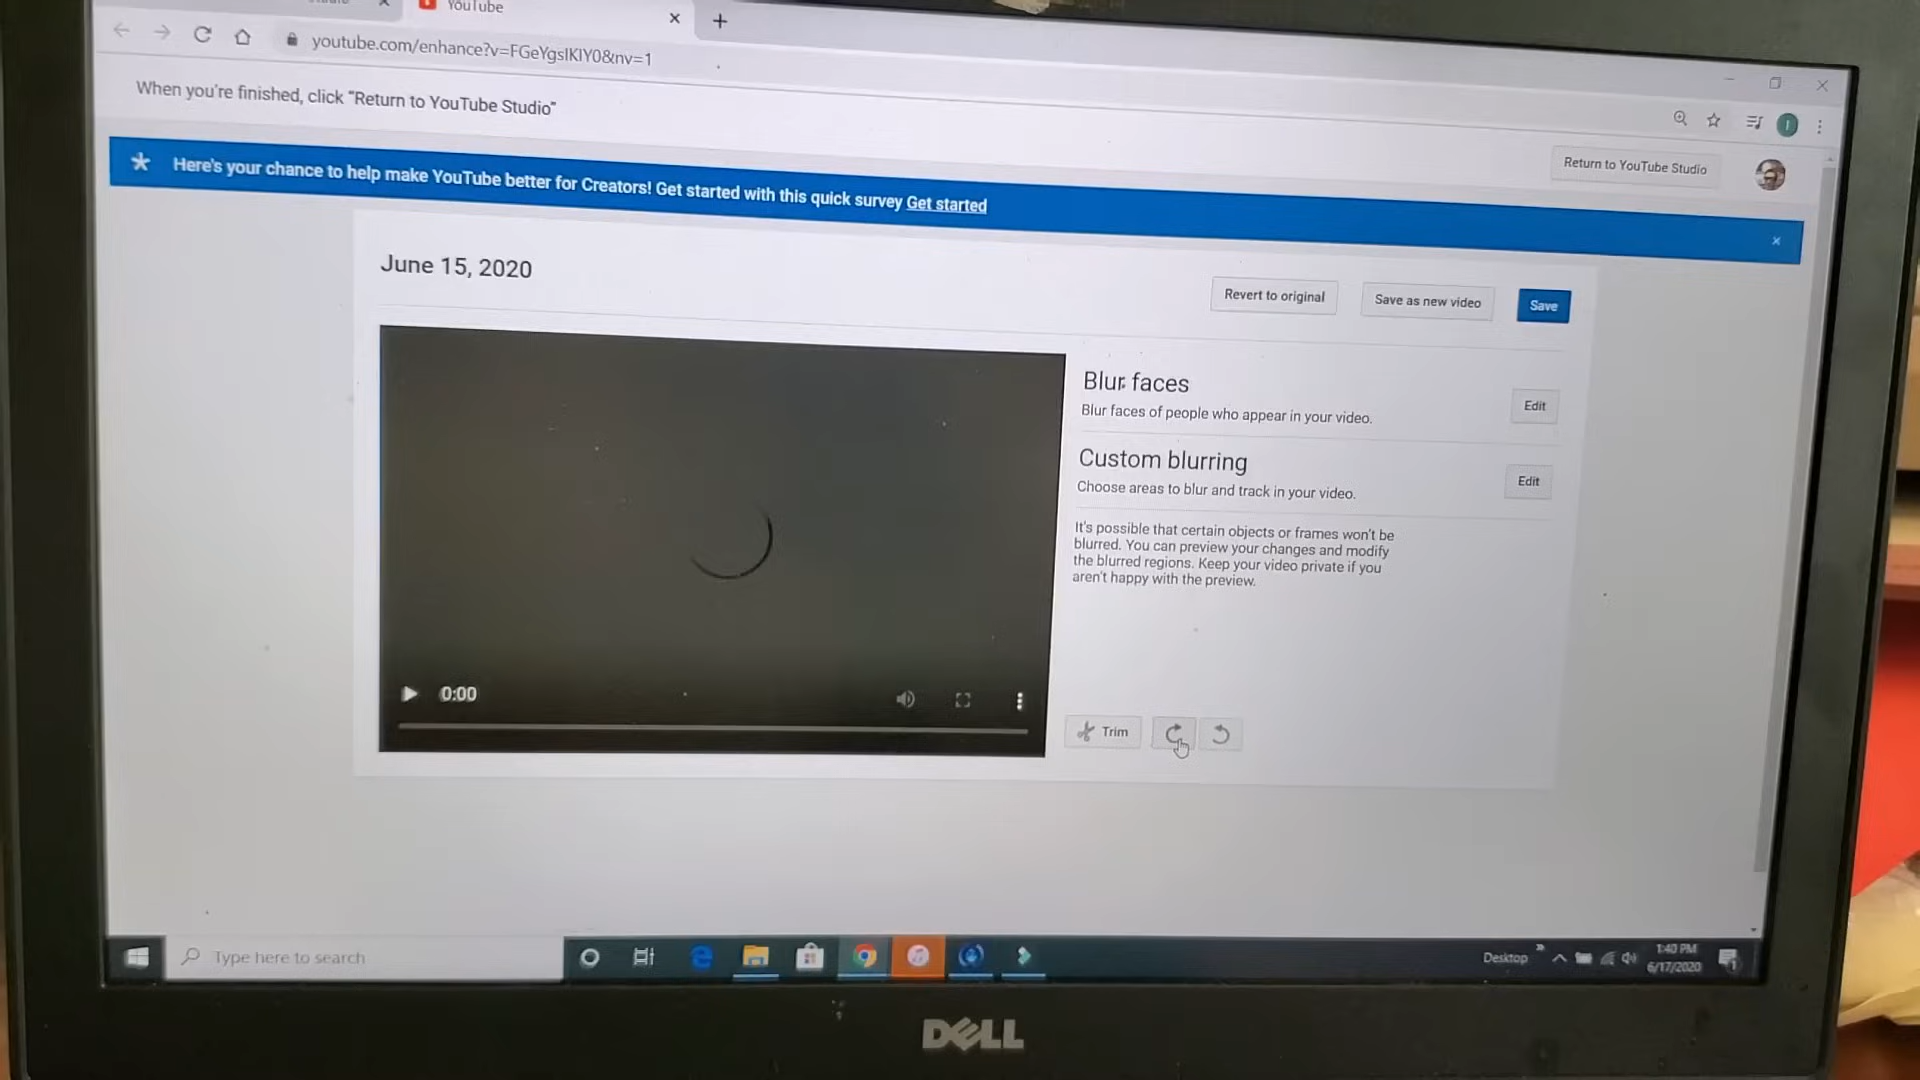 YouTube
youtube.com/enhance?v=FGeYgslKlY0&nv=1
When you're finished, click "Return to YouTube Studio"
Return to YouTube Studio
Here's your chance to help make YouTube better for Creators! Get started with this quick survey Get started
June 15, 2020
Revert to original
Save as new video
Save
Blur faces
Blur faces of people who appear in your video.
Edit
Custom blurring
Choose areas to blur and track in your video.
Edit
It's possible that certain objects or frames won't be
blurred. You can preview your changes and modify
the blurred regions. Keep your video private if you
aren't happy with the preview.
0:00
Trim
Type here to search
Desktop
1:40 PM
6/17/2020
DELL